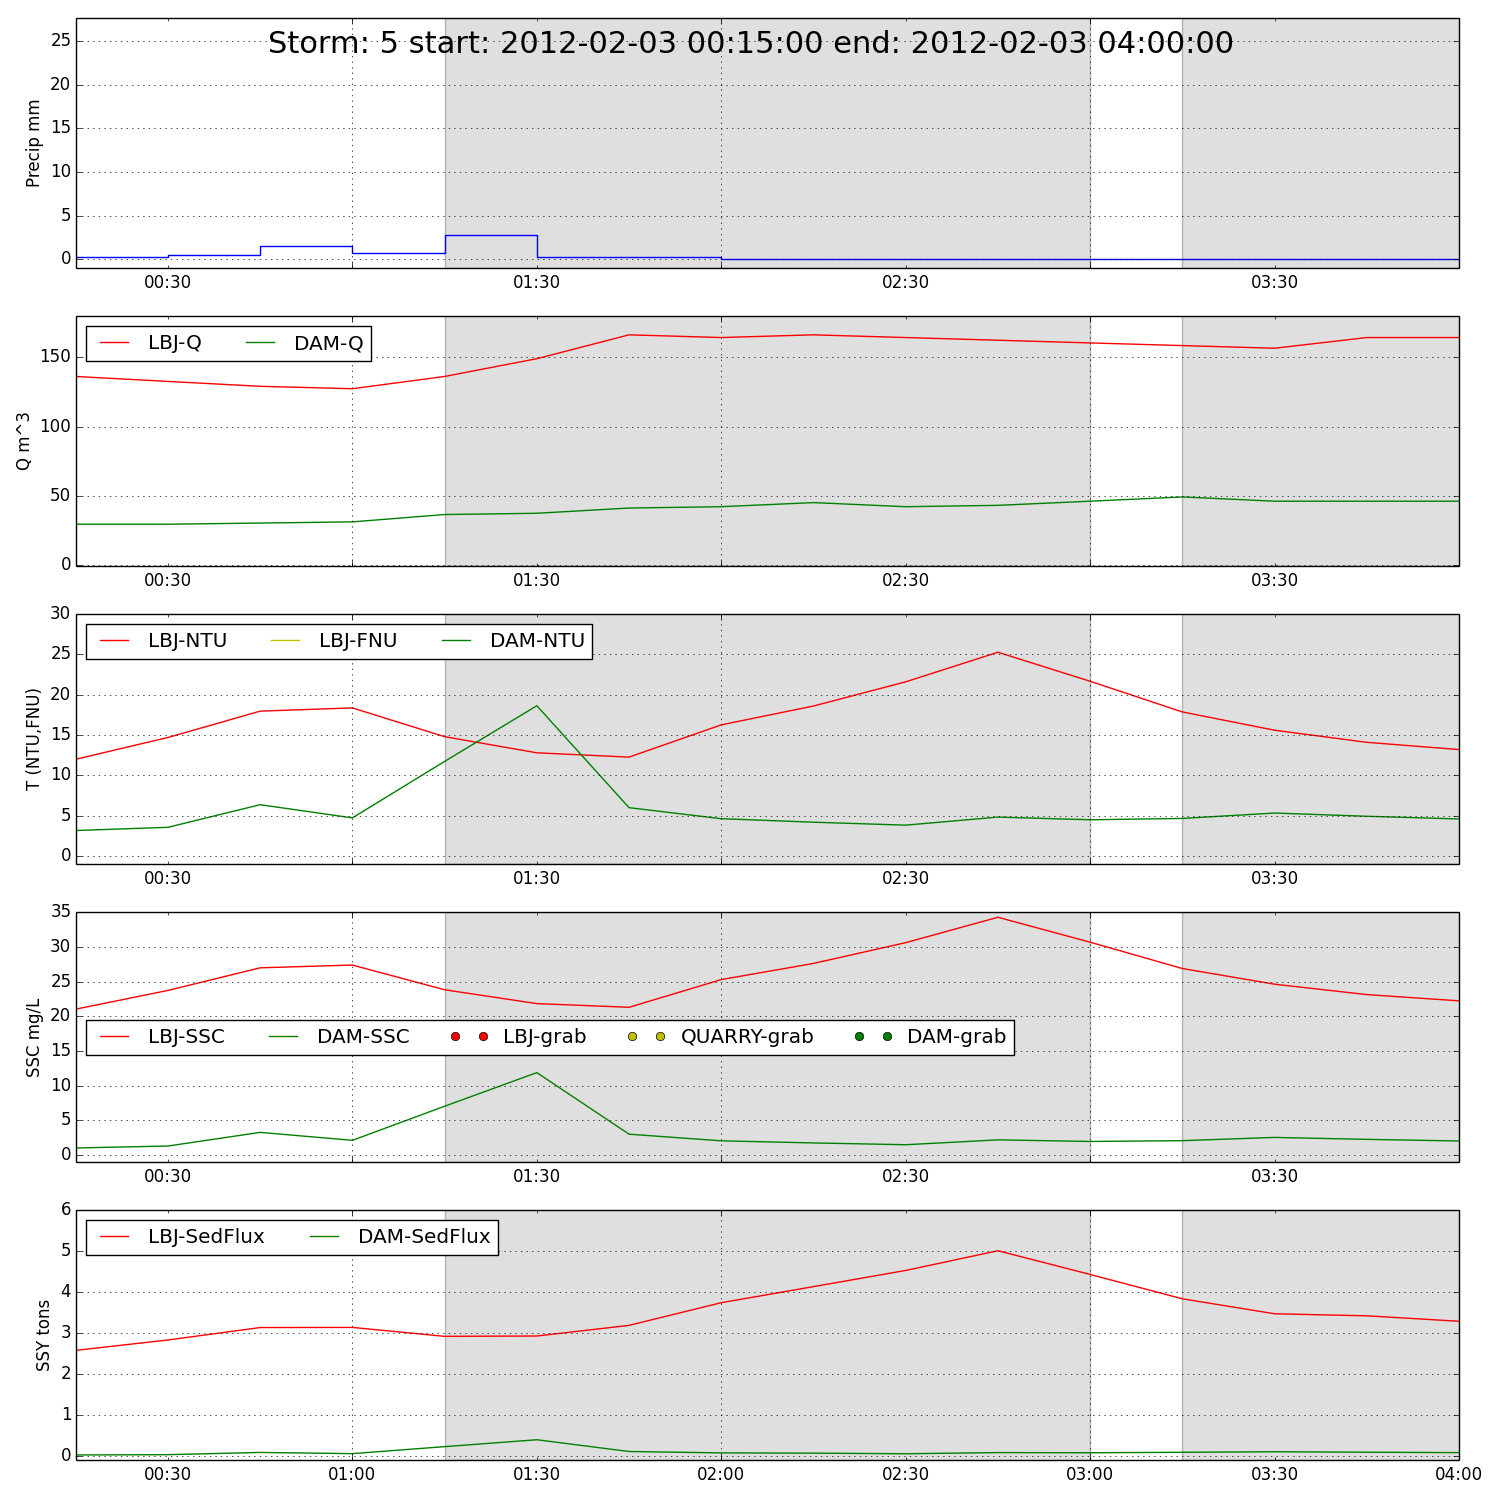 Storm: 5 start: 2012-02-03 00:15:00 end: 2012-02-03 04:00:00
25
20
15
10
5
0
Precip mm
00:30 01:30 02:30 03:30
LBJ-Q DAM-Q
150
100
50
0
Q m^3
00:30 01:30 02:30 03:30
30
LBJ-NTU LBJ-FNU DAM-NTU
25
20
15
10
5
0
T (NTU,FNU)
00:30 01:30 02:30 03:30
35
30
25
20
LBJ-SSC DAM-SSC LBJ-grab QUARRY-grab DAM-grab
15
10
5
0
SSC mg/L
00:30 01:30 02:30 03:30
6
LBJ-SedFlux DAM-SedFlux
5
4
3
2
1
0
SSY tons
00:30 01:00 01:30 02:00 02:30 03:00 03:30 04:00